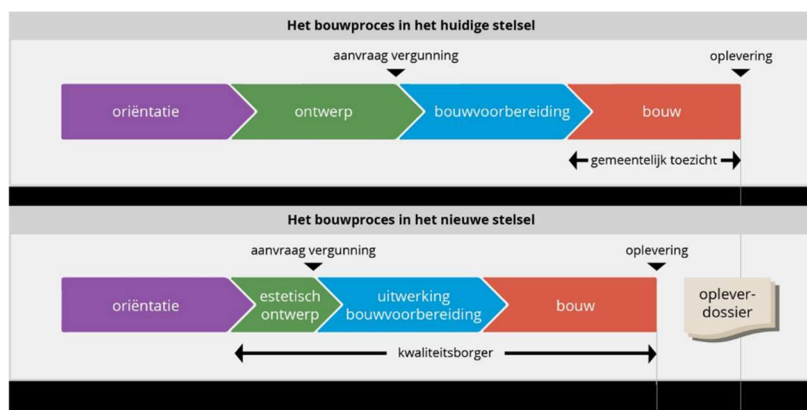 Het bouwproces in het huidige stelsel
aanvraag vergunning
oplevering
oriëntatie
ontwerp
bouwvoorbereiding
bouw
gemeentelijk toezicht
Het bouwproces in het nieuwe stelsel
aanvraag vergunning
oplevering
oriëntatie
estetisch
ontwerp
uitwerking
bouwvoorbereiding
bouw
oplever-
dossier
kwaliteitsborger